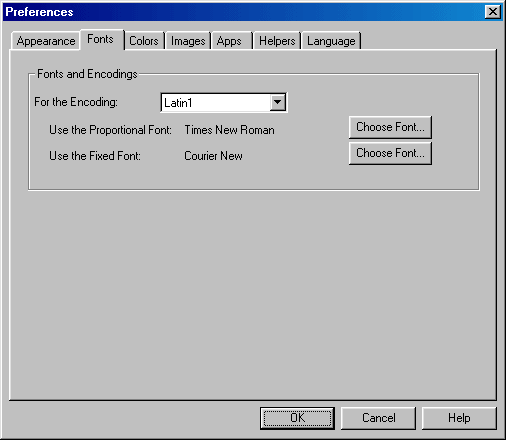 Preferences
Appearance Fonts Colors Images Apps Helpers Language
Fonts and Encodings
For the Encoding: Latin1
Use the Proportional Font: Times New Roman Choose Font...
Use the Fixed Font: Courier New Choose Font...
OK Cancel Help